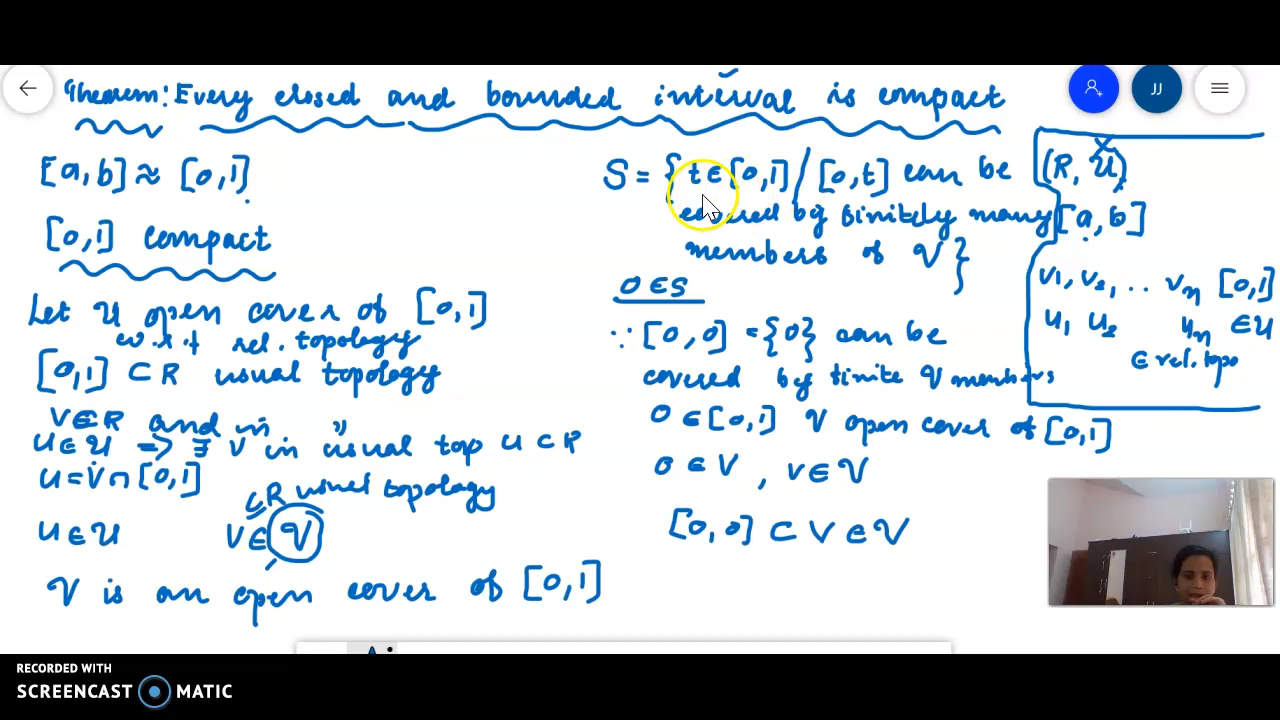 Theorem: Every closed and bounded interval is compact
[a,b] ≈ [0,1]
[0,1] compact
Let 𝒰 open cover of [0,1]
w.r.t rel. topology
[0,1] ⊂ R usual topology
V ∈ R and in "
u ∈ 𝒰 => ∃ V in usual top u ⊂ R
u = V ∩ [0,1]
⊂ R usual topology
u ∈ 𝒰 V ∈ 𝒱
𝒱 is an open cover of [0,1]
S = { t ∈ [0,1] / [0,t] can be
covered by finitely many
members of 𝒱 }
0 ∈ S
∵ [0,0] = {0} can be
covered by finite 𝒱 members
0 ∈ [0,1] 𝒱 open cover of [0,1]
0 ∈ V , V ∈ 𝒱
[0,0] ⊂ V ∈ 𝒱
(R, 𝒰)
[a,b]
V1, V2, .. Vn [0,1]
u1 u2 un ∈ 𝒰
∈ rel. topo
JJ
RECORDED WITH
SCREENCAST MATIC